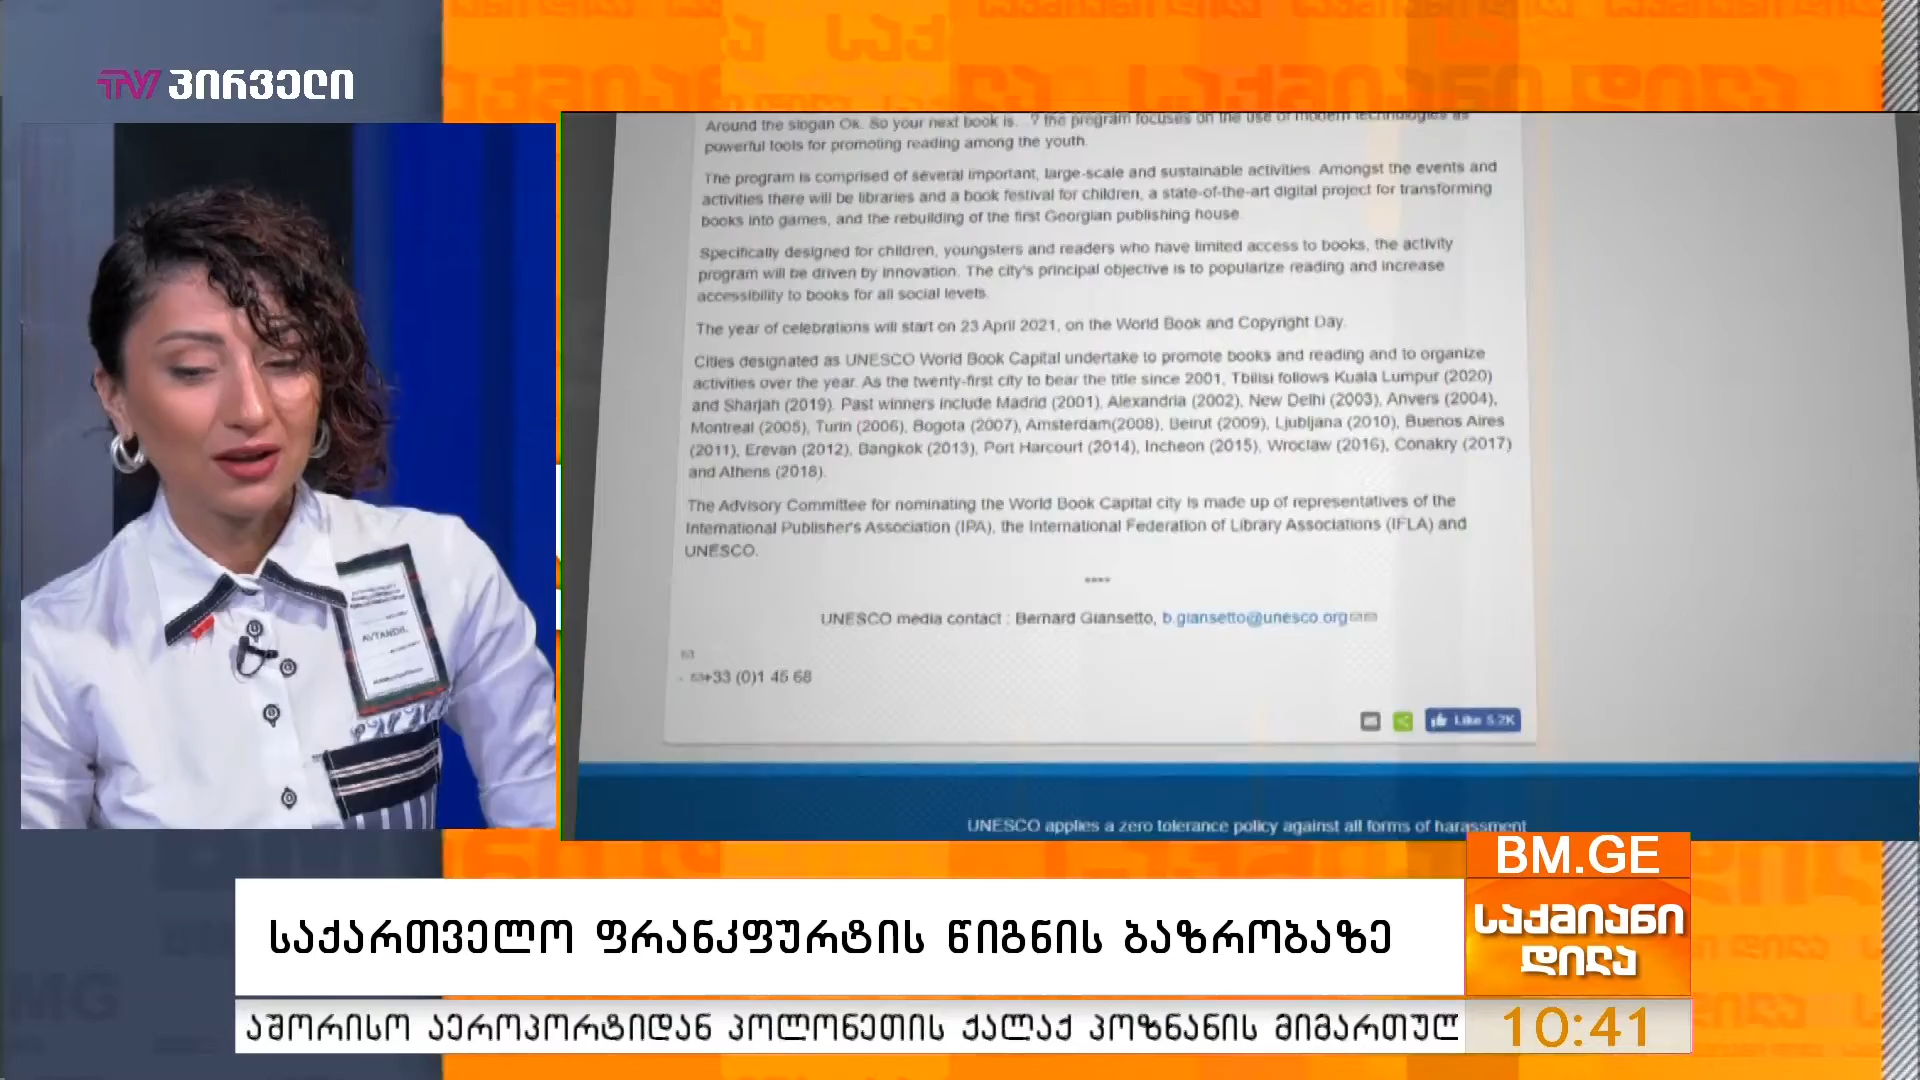 TV პირველი
Around the slogan Ok. So your next book is...? the program focuses on the use of modern technologies as
powerful tools for promoting reading among the youth.
The program is comprised of several important, large-scale and sustainable activities. Amongst the events and
activities there will be libraries and a book festival for children, a state-of-the-art digital project for transforming
books into games, and the rebuilding of the first Georgian publishing house.
Specifically designed for children, youngsters and readers who have limited access to books, the activity
program will be driven by innovation. The city's principal objective is to popularize reading and increase
accessibility to books for all social levels.
The year of celebrations will start on 23 April 2021, on the World Book and Copyright Day.
Cities designated as UNESCO World Book Capital undertake to promote books and reading and to organize
activities over the year. As the twenty-first city to bear the title since 2001, Tbilisi follows Kuala Lumpur (2020)
and Sharjah (2019). Past winners include Madrid (2001), Alexandria (2002), New Delhi (2003), Anvers (2004),
Montreal (2005), Turin (2006), Bogota (2007), Amsterdam(2008), Beirut (2009), Ljubljana (2010), Buenos Aires
(2011), Erevan (2012), Bangkok (2013), Port Harcourt (2014), Incheon (2015), Wroclaw (2016), Conakry (2017)
and Athens (2018).
The Advisory Committee for nominating the World Book Capital city is made up of representatives of the
International Publisher's Association (IPA), the International Federation of Library Associations (IFLA) and
UNESCO.
****
UNESCO media contact : Bernard Giansetto, b.giansetto@unesco.org
+33 (0)1 45 68
Like 5.2K
UNESCO applies a zero tolerance policy against all forms of harassment
AVTANDIL
BM.GE
საქართველო ფრანკფურტის წიგნის ბაზრობაზე
საქმიანი
დილა
აშორისო აეროპორტიდან პოლონეთის ქალაქ პოზნანის მიმართულ
10:41